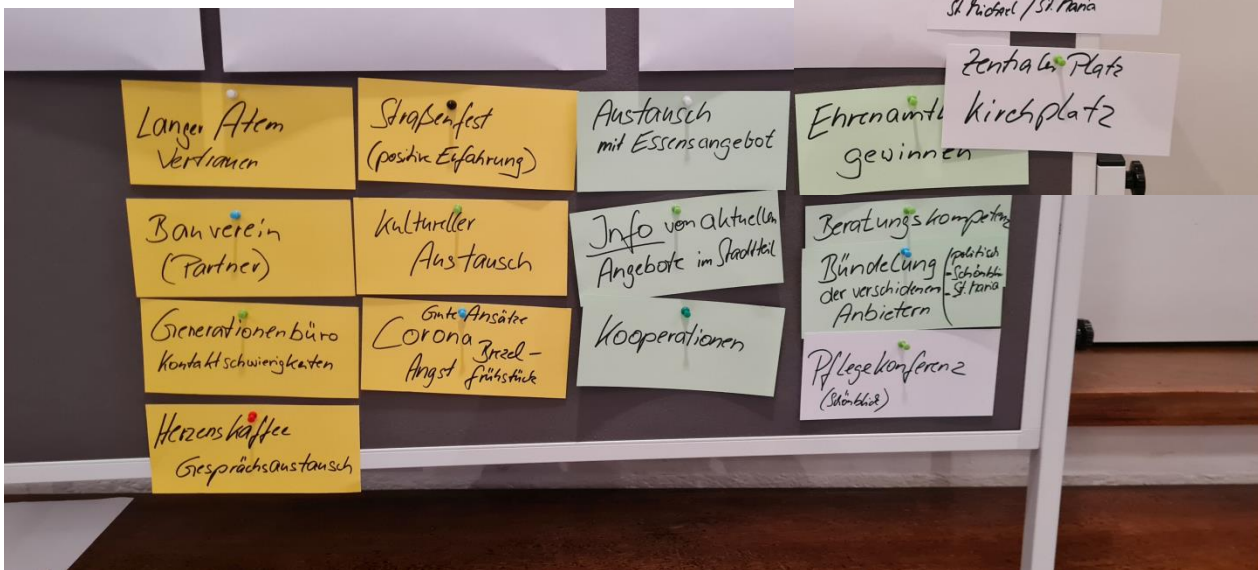 St. Michael / St. Maria
Zentraler Platz
Kirchplatz
Langer Atem
Vertrauen
Straßenfest
(positive Erfahrung)
Austausch
mit Essensangebot
Ehrenamtl
gewinnen
Bauverein
(Partner)
Kultureller
Austausch
Info von aktuellen
Angebote im Stadtteil
Beratungskompetenz
Bündelung
der verschidenen
Anbietern
(politisch
- Schönblick
- St. Maria
Generationenbüro
Kontaktschwierigkeiten
Gute Ansätze
Corona Brezel-
Angst frühstück
Kooperationen
Pflegekonferenz
(Schönblick)
Herzenskaffee
Gesprächsaustausch